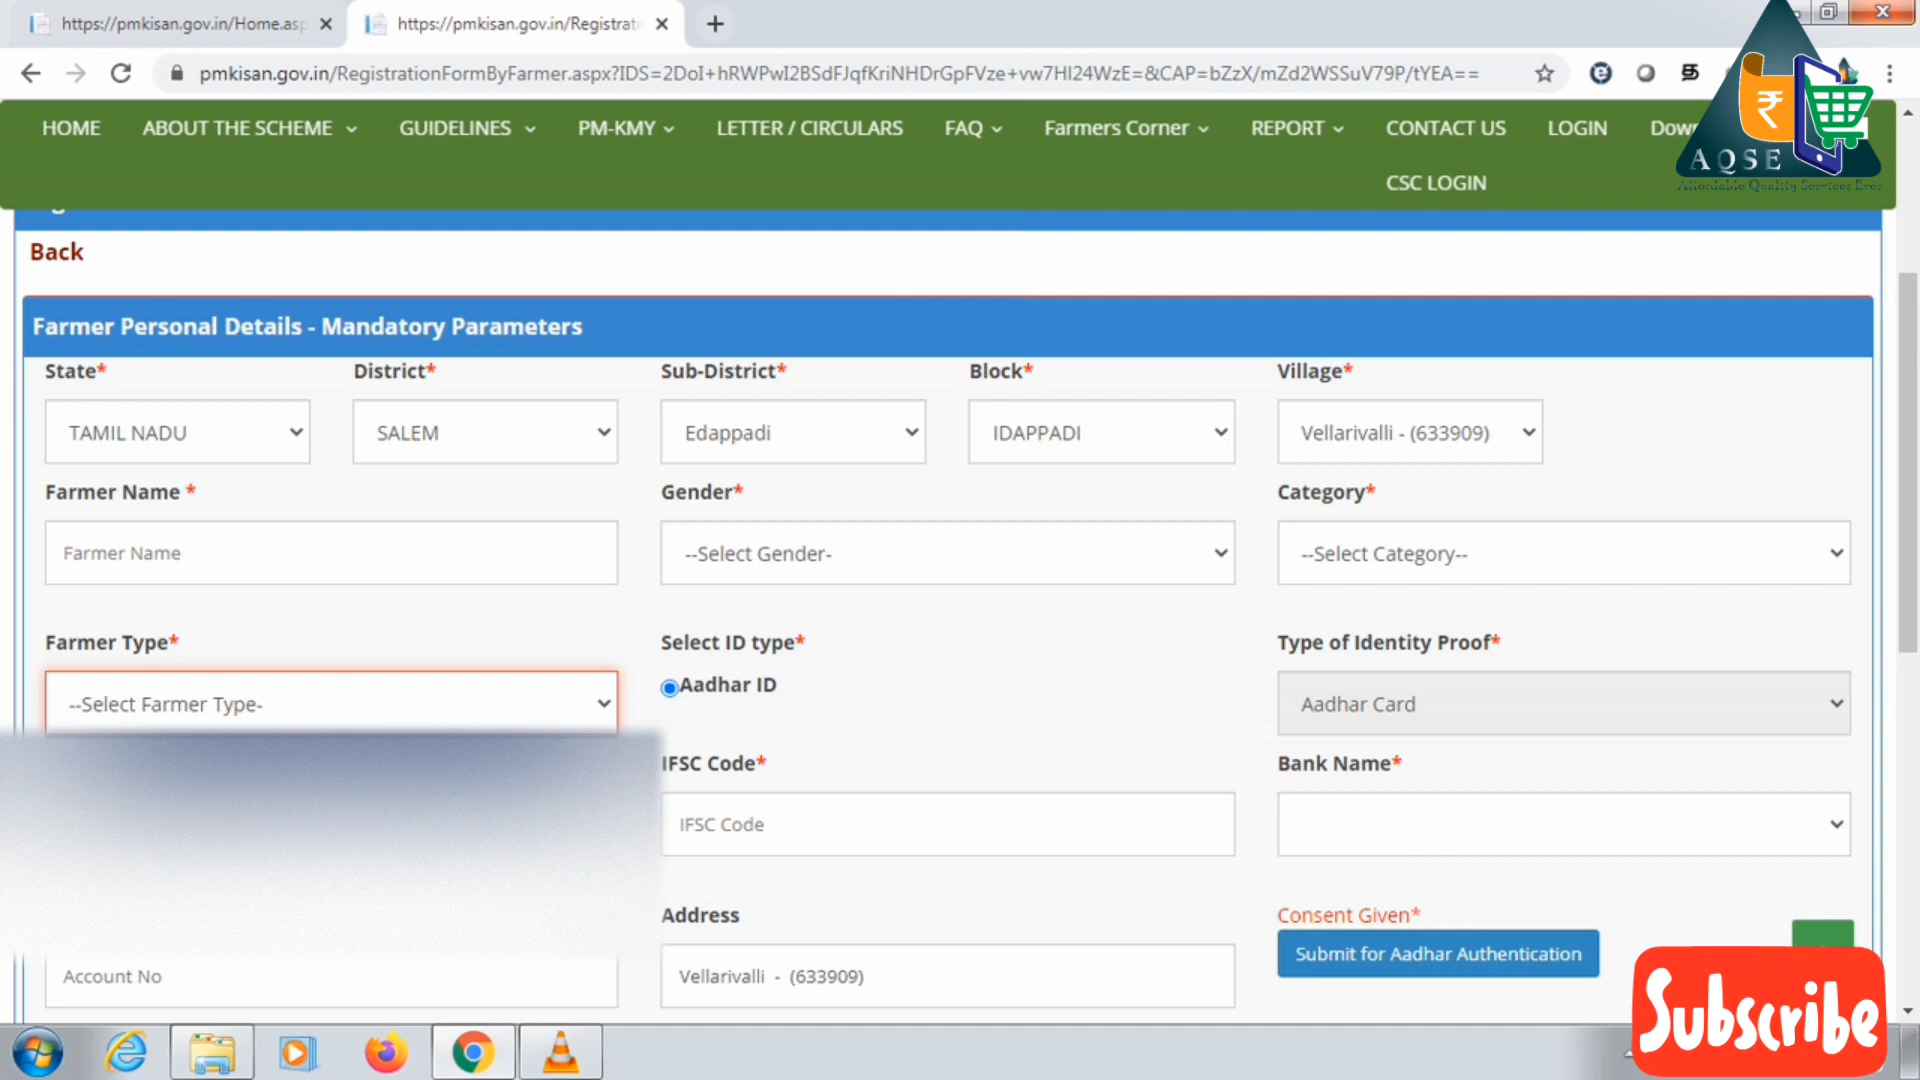 https://pmkisan.gov.in/Home.asp
https://pmkisan.gov.in/Registrati
pmkisan.gov.in/RegistrationFormByFarmer.aspx?IDS=2DoI+hRWPwI2BSdFJqfKriNHDrGpFVze+vw7HI24WzE=&CAP=bZzX/mZd2WSSuV79P/tYEA==
HOME ABOUT THE SCHEME GUIDELINES PM-KMY LETTER / CIRCULARS FAQ Farmers Corner REPORT CONTACT US LOGIN
CSC LOGIN
₹
AQSE
Affordable Quality Services Ever
Back
Farmer Personal Details - Mandatory Parameters
State* District* Sub-District* Block* Village*
TAMIL NADU SALEM Edappadi IDAPPADI Vellarivalli - (633909)
Farmer Name * Gender* Category*
Farmer Name --Select Gender- --Select Category--
Farmer Type* Select ID type* Type of Identity Proof*
--Select Farmer Type- Aadhar ID Aadhar Card
IFSC Code* Bank Name*
IFSC Code
Address Consent Given*
Submit for Aadhar Authentication
Account No Vellarivalli - (633909)
Subscribe